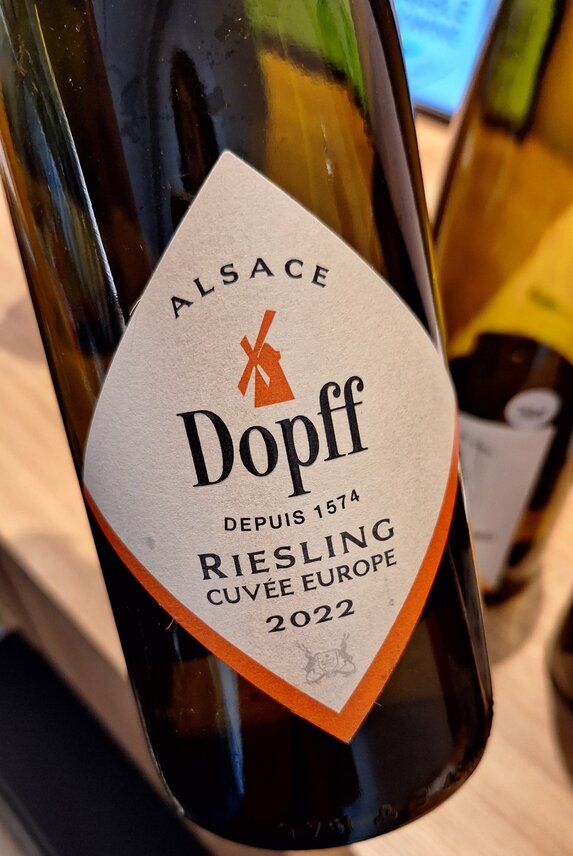 ALSACE
Dopff
DEPUIS 1574
RIESLING
CUVÉE EUROPE
2022